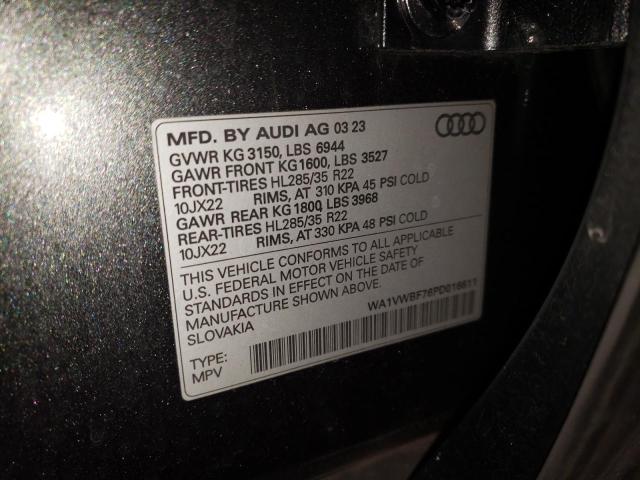 MFD. BY AUDI AG 03 23
GVWR KG 3150, LBS 6944
GAWR FRONT KG 1600, LBS 3527
FRONT-TIRES HL285/35 R22
10JX22 RIMS, AT 310 KPA 45 PSI COLD
GAWR REAR KG 1800, LBS 3968
REAR-TIRES HL285/35 R22
10JX22 RIMS, AT 330 KPA 48 PSI COLD
THIS VEHICLE CONFORMS TO ALL APPLICABLE
U.S. FEDERAL MOTOR VEHICLE SAFETY
STANDARDS IN EFFECT ON THE DATE OF
MANUFACTURE SHOWN ABOVE.
SLOVAKIA
WA1VWBF76PD016611
TYPE:
MPV